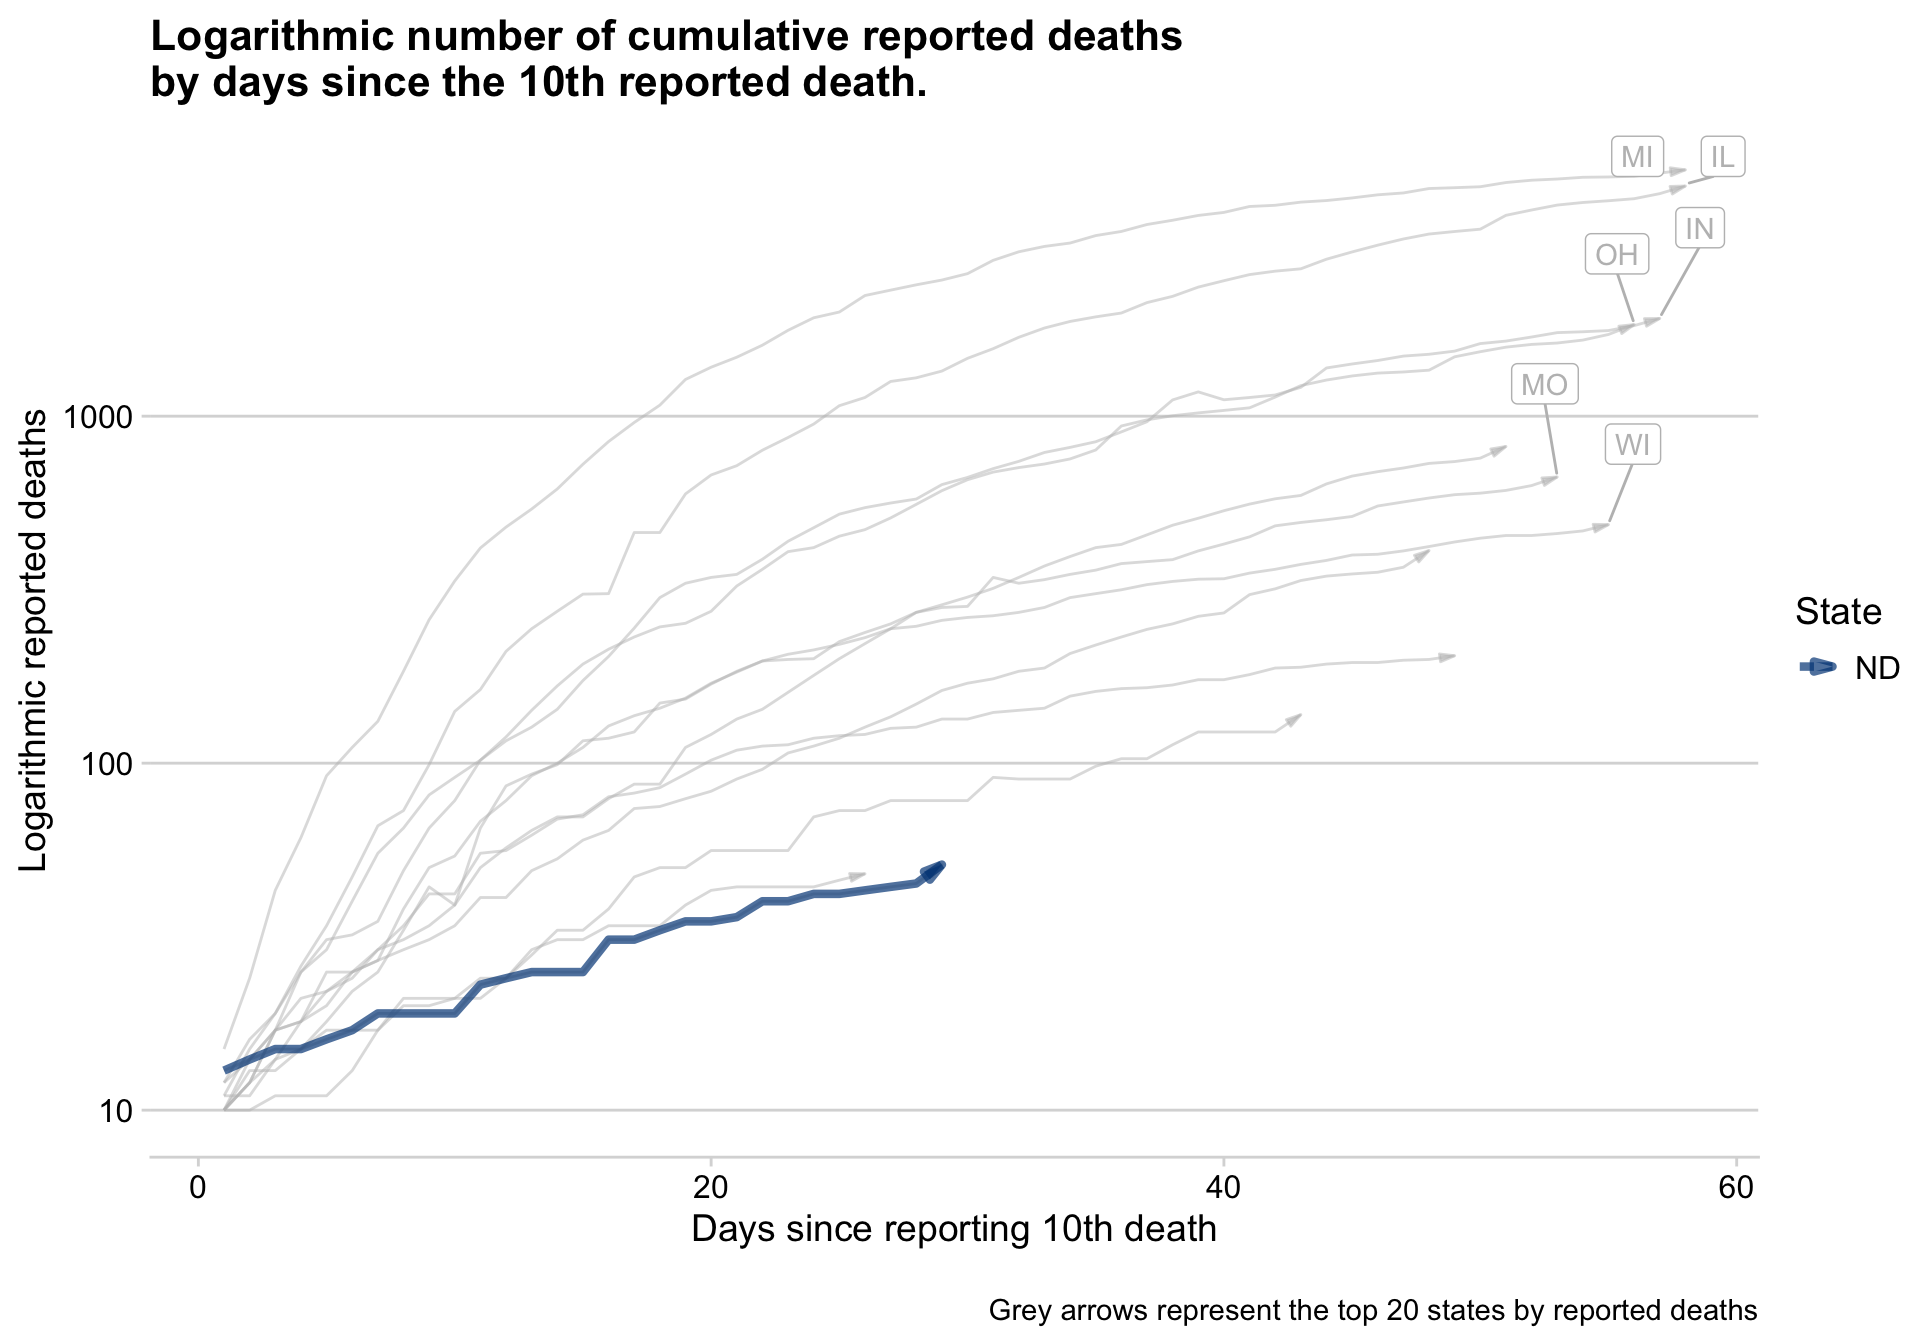 Logarithmic number of cumulative reported deaths
by days since the 10th reported death.
MI
IL
IN
OH
MO
WI
Logarithmic reported deaths
1000
100
10
State
ND
0
20
40
60
Days since reporting 10th death
Grey arrows represent the top 20 states by reported deaths